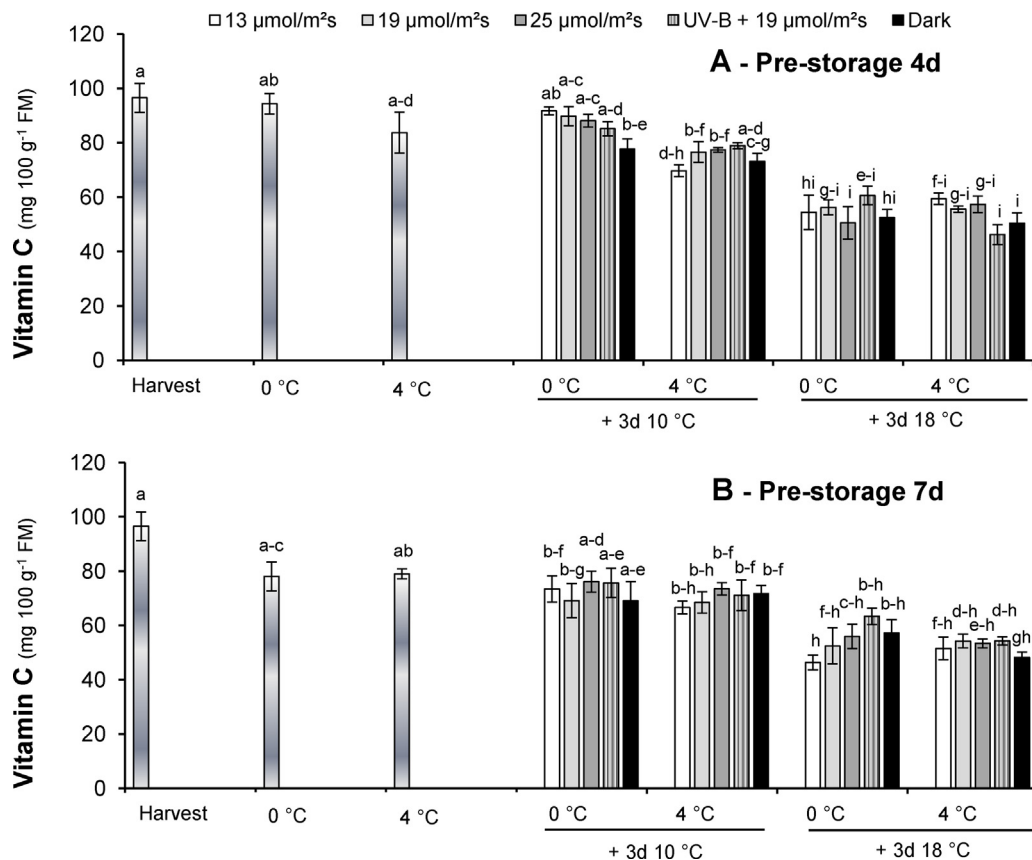 13 µmol/m²s 19 µmol/m²s 25 µmol/m²s UV-B + 19 µmol/m²s Dark
A - Pre-storage 4d
Vitamin C (mg 100 g⁻¹ FM)
120
100
80
60
40
20
0
a ab a-d ab a-c a-c a-d b-e d-h b-f b-f a-d c-g hi g-i i e-i hi f-i g-i g-i i i
Harvest 0 °C 4 °C 0 °C 4 °C 0 °C 4 °C
+ 3d 10 °C + 3d 18 °C
B - Pre-storage 7d
Vitamin C (mg 100 g⁻¹ FM)
120
100
80
60
40
20
0
a a-c ab b-f b-g a-d a-e a-e b-h b-h b-f b-f b-f h f-h c-h b-h b-h f-h d-h e-h d-h gh
Harvest 0 °C 4 °C 0 °C 4 °C 0 °C 4 °C
+ 3d 10 °C + 3d 18 °C